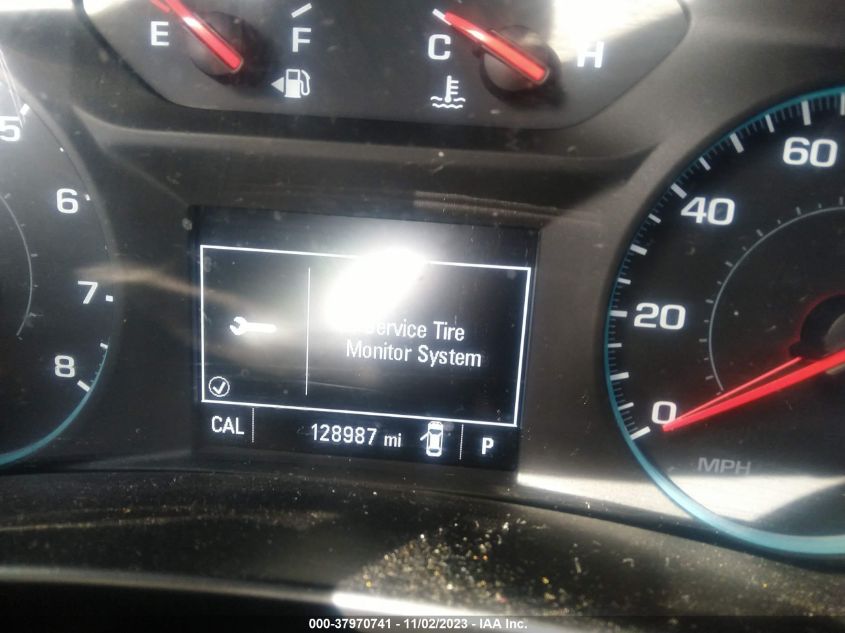 E F C H
5
6
7
8
60
40
20
0
MPH
Service Tire
Monitor System
CAL 128987 mi P
000-37970741 - 11/02/2023 - IAA Inc.